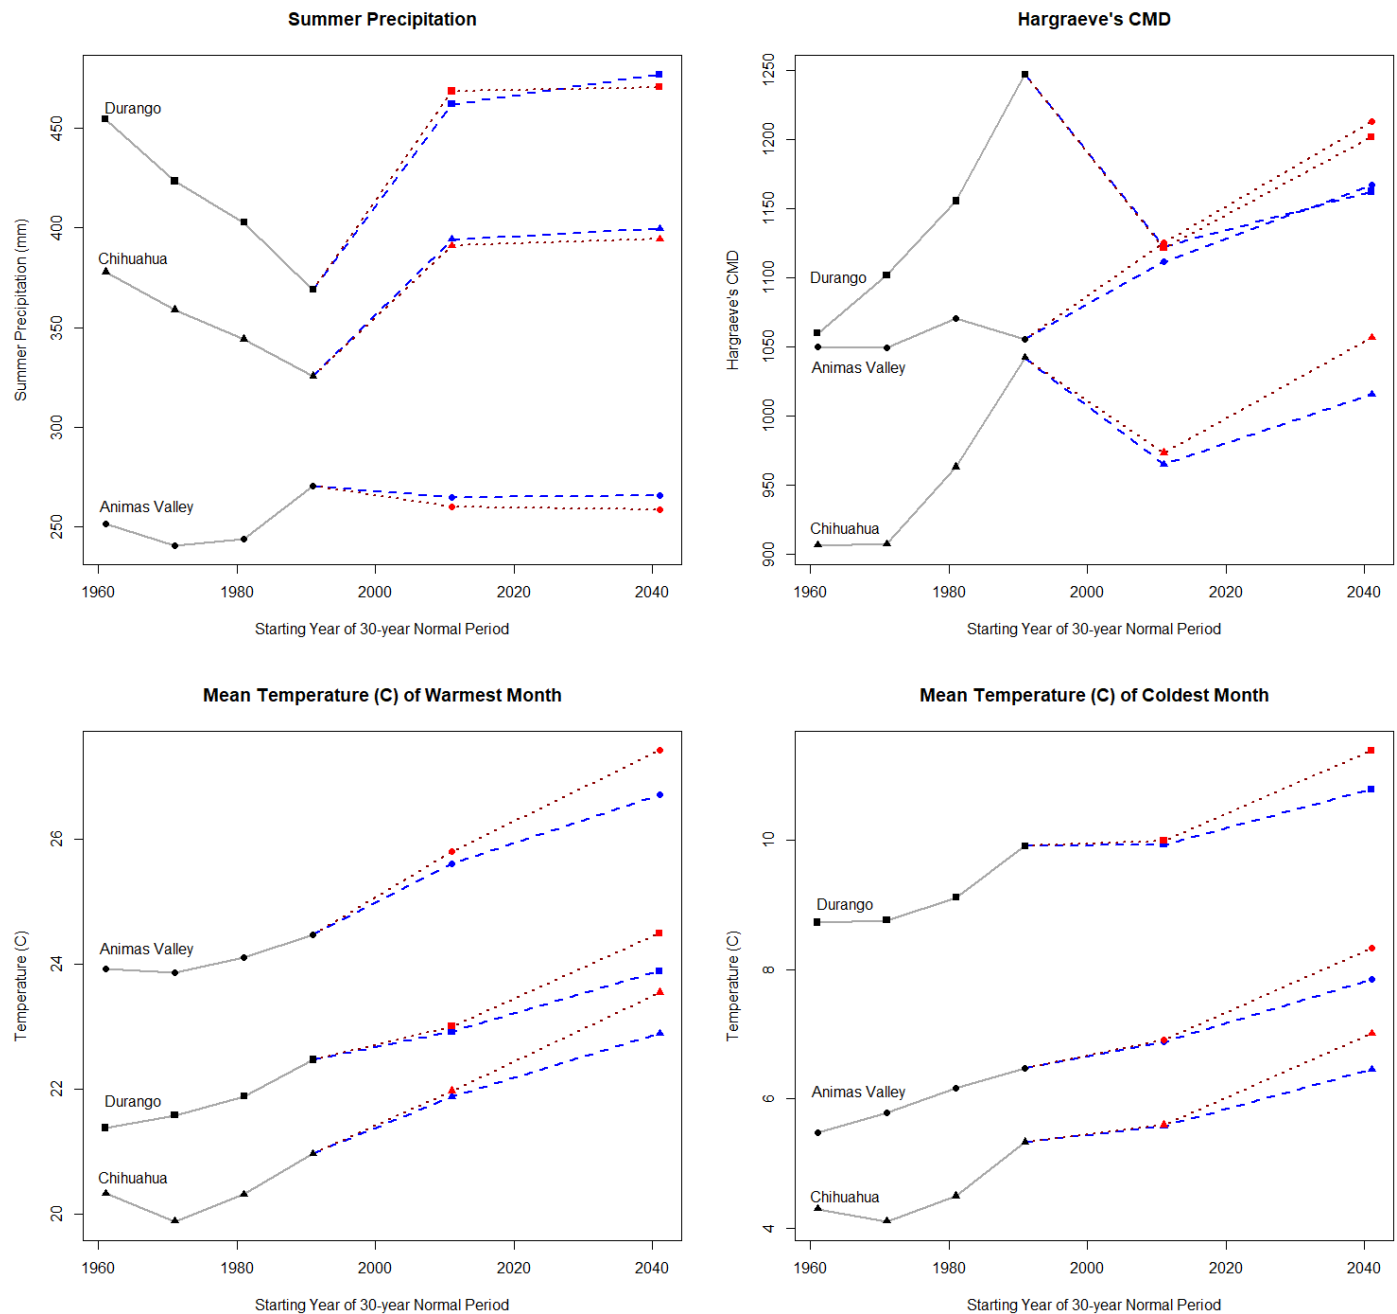 Summer Precipitation
Summer Precipitation (mm)
450
400
350
300
250
Durango
Chihuahua
Animas Valley
1960 1980 2000 2020 2040
Starting Year of 30-year Normal Period
Hargraeve's CMD
Hargraeve's CMD
1250
1200
1150
1100
1050
1000
950
900
Durango
Animas Valley
Chihuahua
1960 1980 2000 2020 2040
Starting Year of 30-year Normal Period
Mean Temperature (C) of Warmest Month
Temperature (C)
26
24
22
20
Animas Valley
Durango
Chihuahua
1960 1980 2000 2020 2040
Starting Year of 30-year Normal Period
Mean Temperature (C) of Coldest Month
Temperature (C)
10
8
6
4
Durango
Animas Valley
Chihuahua
1960 1980 2000 2020 2040
Starting Year of 30-year Normal Period